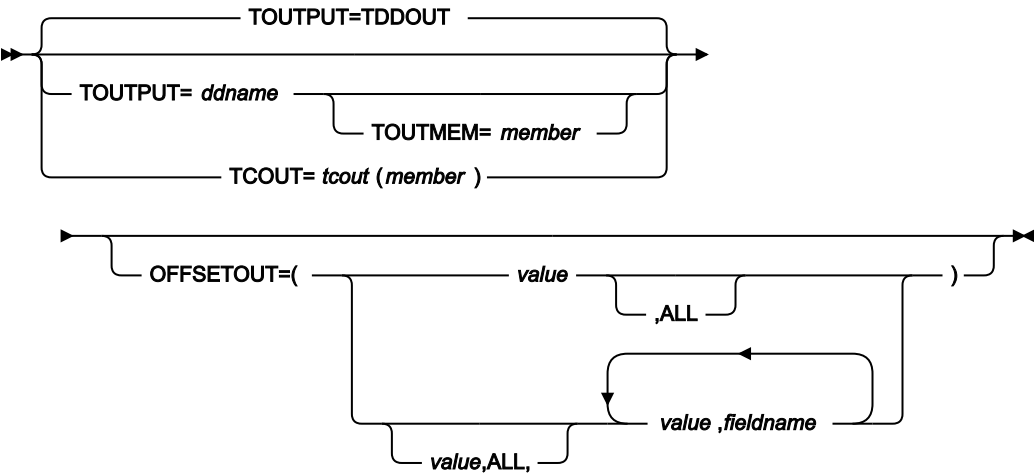 TOUTPUT=TDDOUT
TOUTPUT= ddname
TOUTMEM= member
TCOUT= tcout (member )
OFFSETOUT=( value )
,ALL
value ,fieldname
value,ALL,